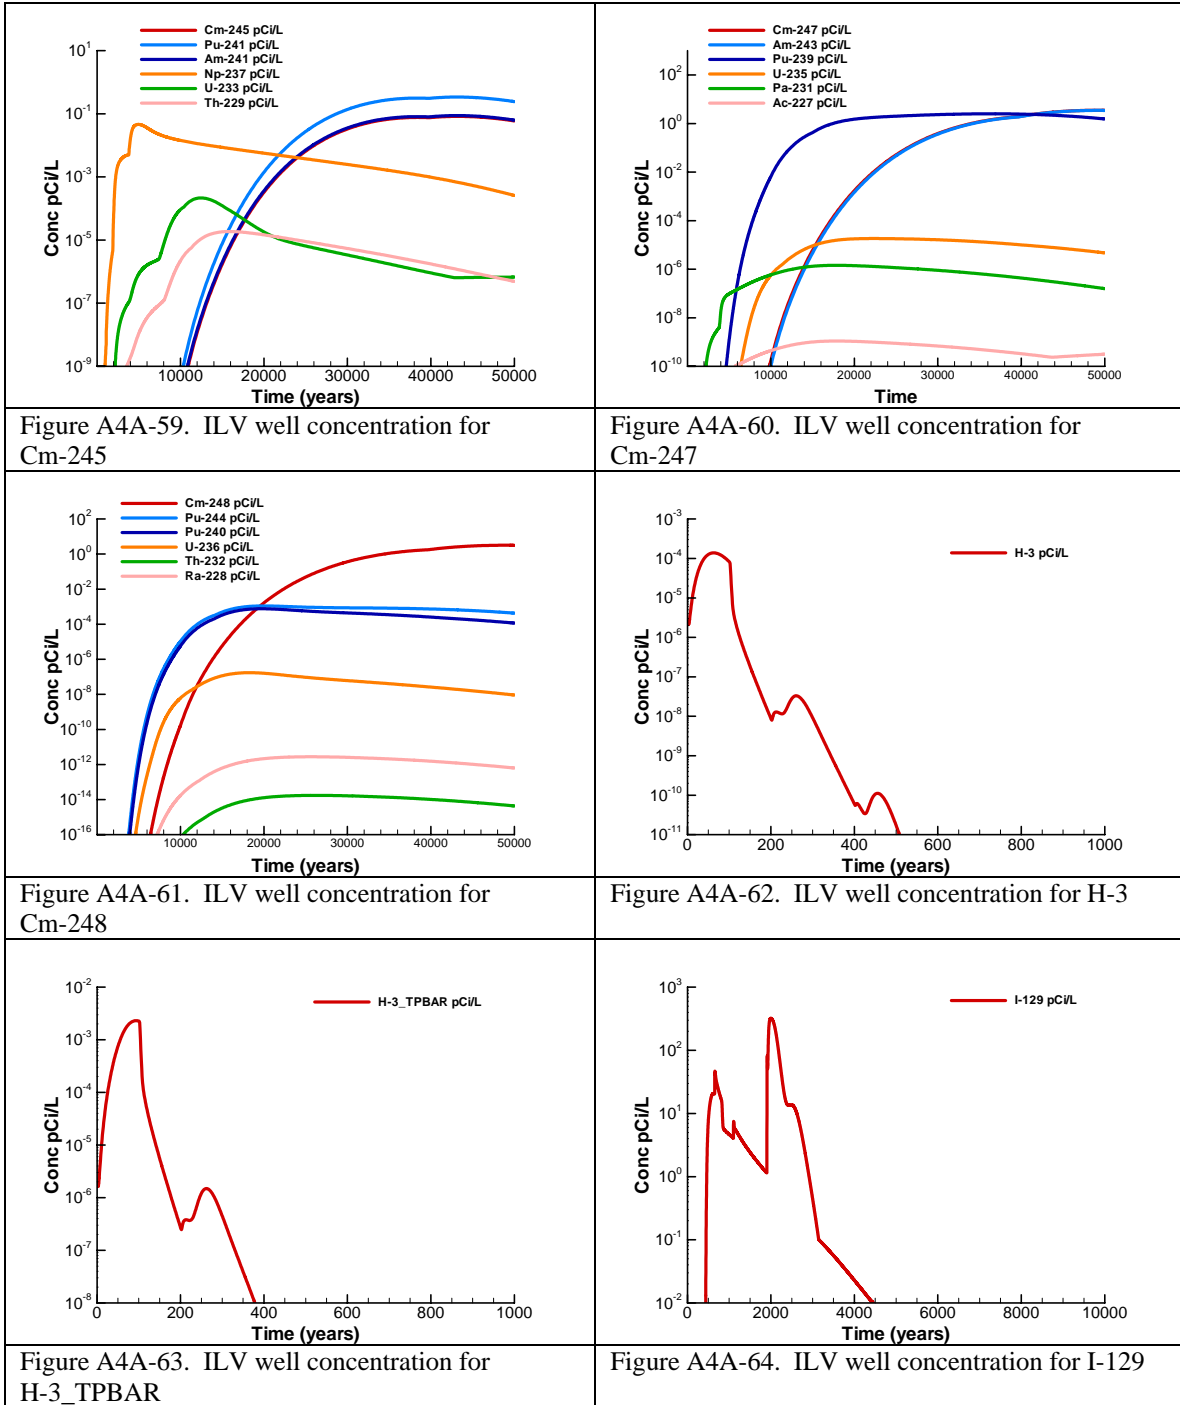 Cm-245 pCi/L
Pu-241 pCi/L
Am-241 pCi/L
Np-237 pCi/L
U-233 pCi/L
Th-229 pCi/L
10^1
10^-1
10^-3
10^-5
10^-7
10^-9
Conc pCi/L
10000 20000 30000 40000 50000
Time (years)
Figure A4A-59. ILV well concentration for
Cm-245
Cm-247 pCi/L
Am-243 pCi/L
Pu-239 pCi/L
U-235 pCi/L
Pa-231 pCi/L
Ac-227 pCi/L
10^2
10^0
10^-2
10^-4
10^-6
10^-8
10^-10
Conc pCi/L
10000 20000 30000 40000 50000
Time
Figure A4A-60. ILV well concentration for
Cm-247
Cm-248 pCi/L
Pu-244 pCi/L
Pu-240 pCi/L
U-236 pCi/L
Th-232 pCi/L
Ra-228 pCi/L
10^2
10^0
10^-2
10^-4
10^-6
10^-8
10^-10
10^-12
10^-14
10^-16
Conc pCi/L
10000 20000 30000 40000 50000
Time (years)
Figure A4A-61. ILV well concentration for
Cm-248
H-3 pCi/L
10^-3
10^-4
10^-5
10^-6
10^-7
10^-8
10^-9
10^-10
10^-11
Conc pCi/L
0 200 400 600 800 1000
Time (years)
Figure A4A-62. ILV well concentration for H-3
H-3_TPBAR pCi/L
10^-2
10^-3
10^-4
10^-5
10^-6
10^-7
10^-8
Conc pCi/L
0 200 400 600 800 1000
Time (years)
Figure A4A-63. ILV well concentration for
H-3_TPBAR
I-129 pCi/L
10^3
10^2
10^1
10^0
10^-1
10^-2
Conc pCi/L
0 2000 4000 6000 8000 10000
Time (years)
Figure A4A-64. ILV well concentration for I-129